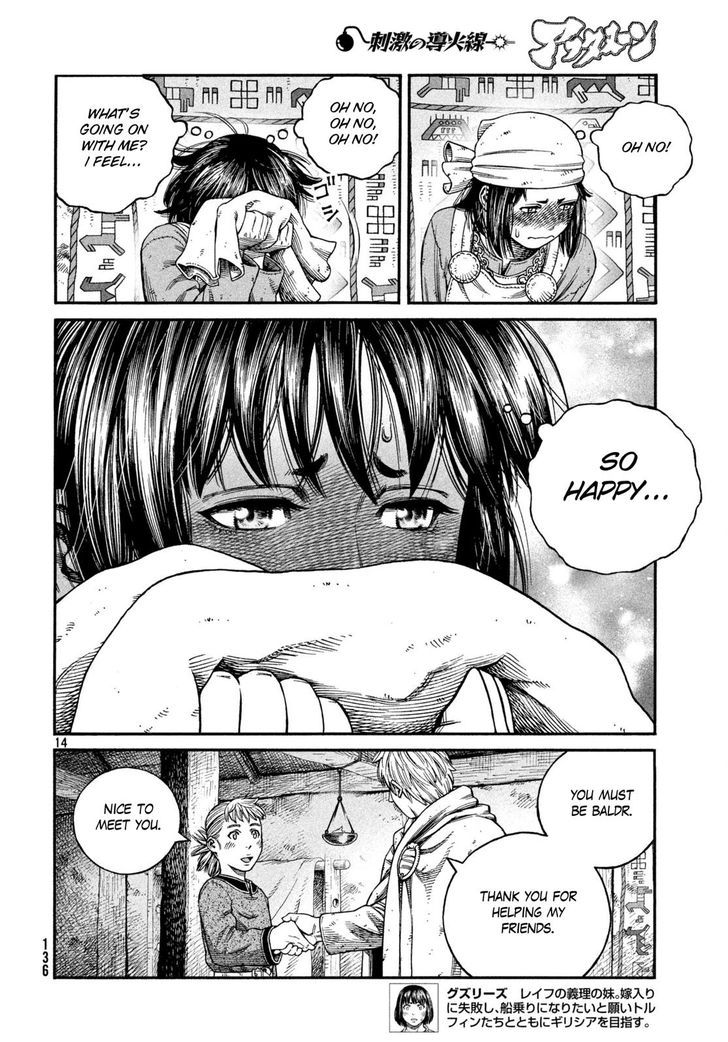 刺激の導火線
アフタヌーン
OH NO!
OH NO,
OH NO,
OH NO!
WHAT'S
GOING ON
WITH ME?
I FEEL...
ゴシ
SO
HAPPY...
14
YOU MUST
BE BALDR.
NICE TO
MEET YOU.
THANK YOU FOR
HELPING MY
FRIENDS.
136
グズリーズ レイフの義理の妹。嫁入り
に失敗し、船乗りになりたいと願いトル
フィンたちとともにギリシアを目指す。